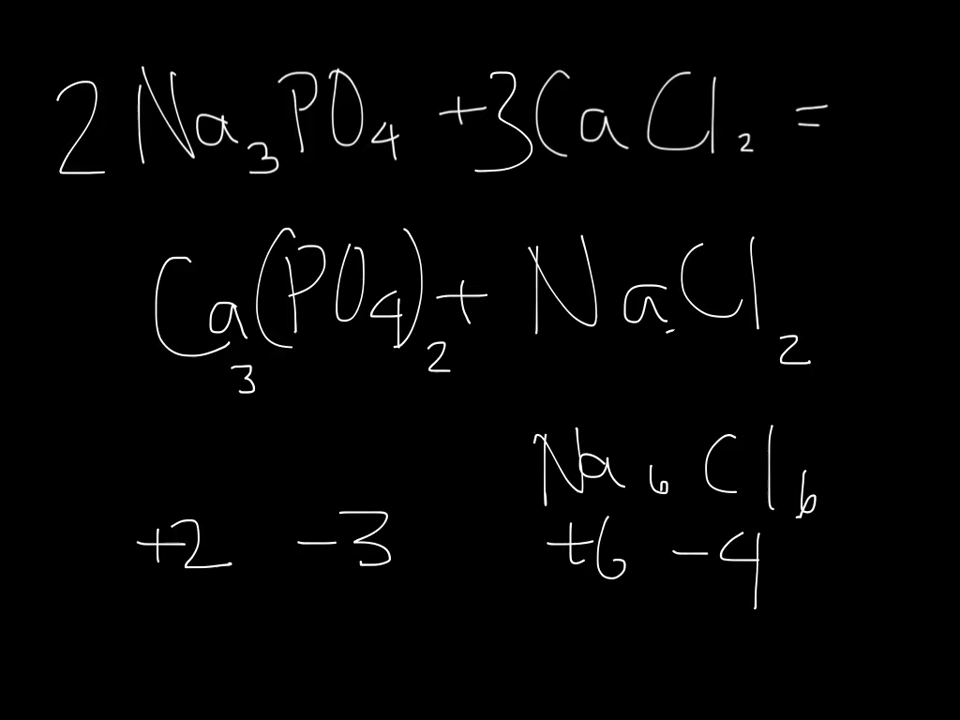 2Na₃PO₄ + 3CaCl₂ =
Ca₃(PO₄)₂ + NaCl₂
Na₆Cl₆
+2 -3 +6 -4